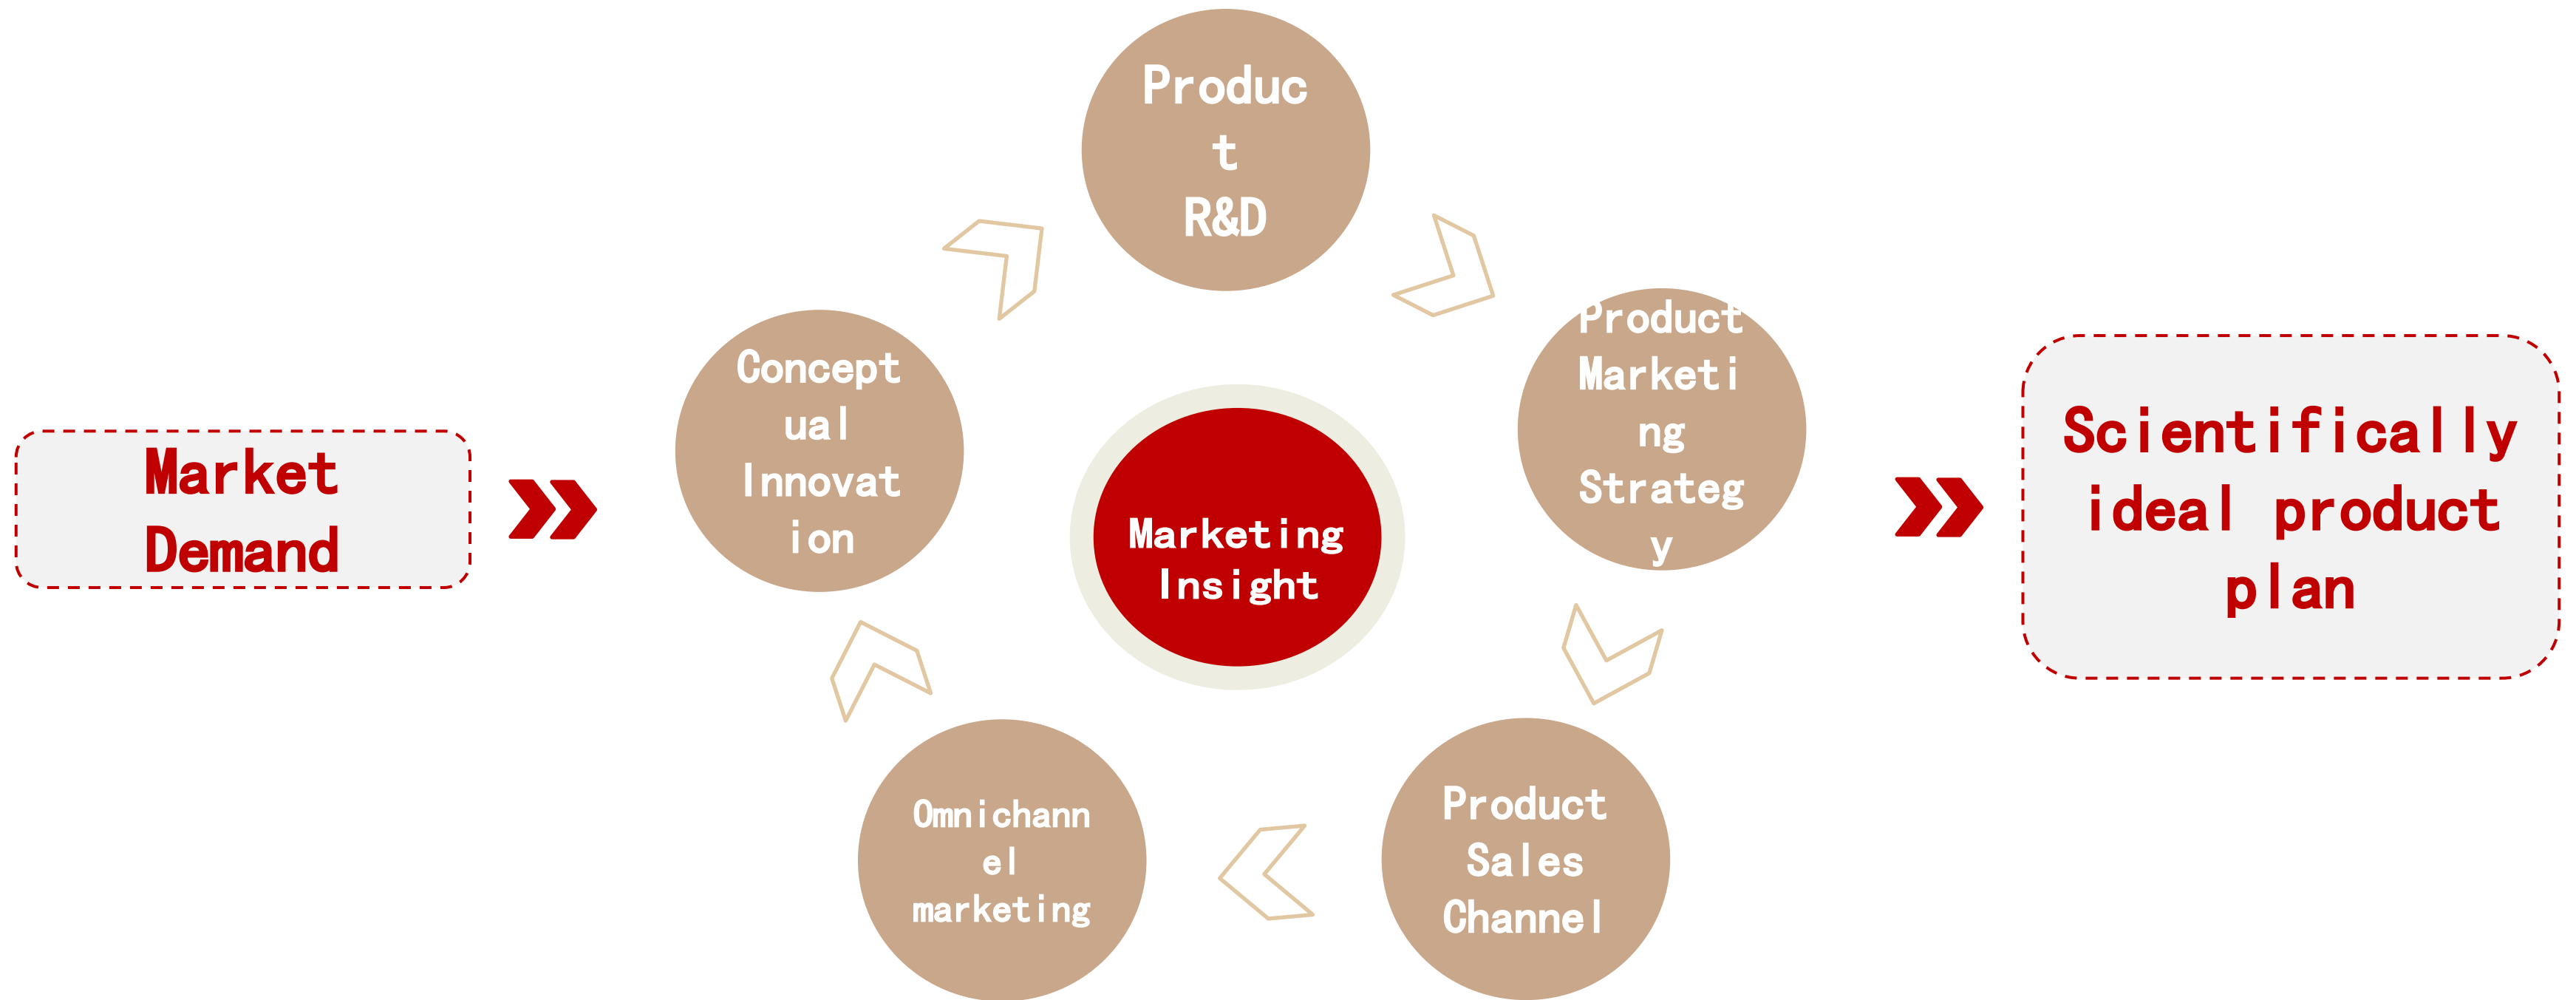 Market
Demand
Concept
ual
Innovat
ion
Produc
t
R&D
Product
Marketi
ng
Strateg
y
Product
Sales
Channel
Omnichann
el
marketing
Marketing
Insight
Scientifically
ideal product
plan